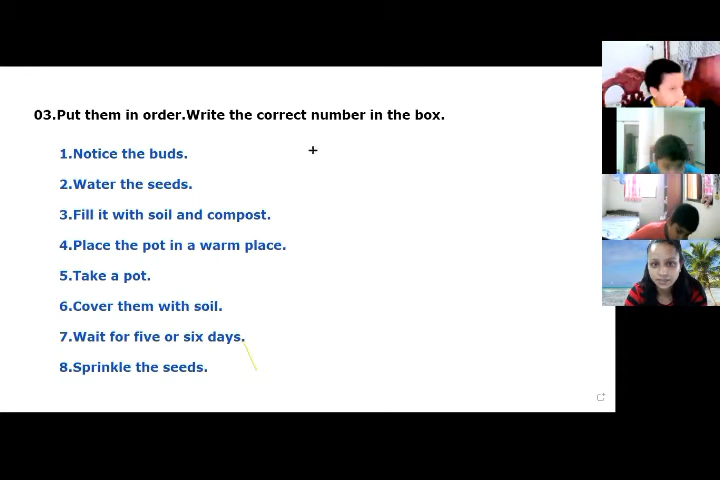 03.Put them in order.Write the correct number in the box.
1.Notice the buds.
2.Water the seeds.
3.Fill it with soil and compost.
4.Place the pot in a warm place.
5.Take a pot.
6.Cover them with soil.
7.Wait for five or six days.
8.Sprinkle the seeds.